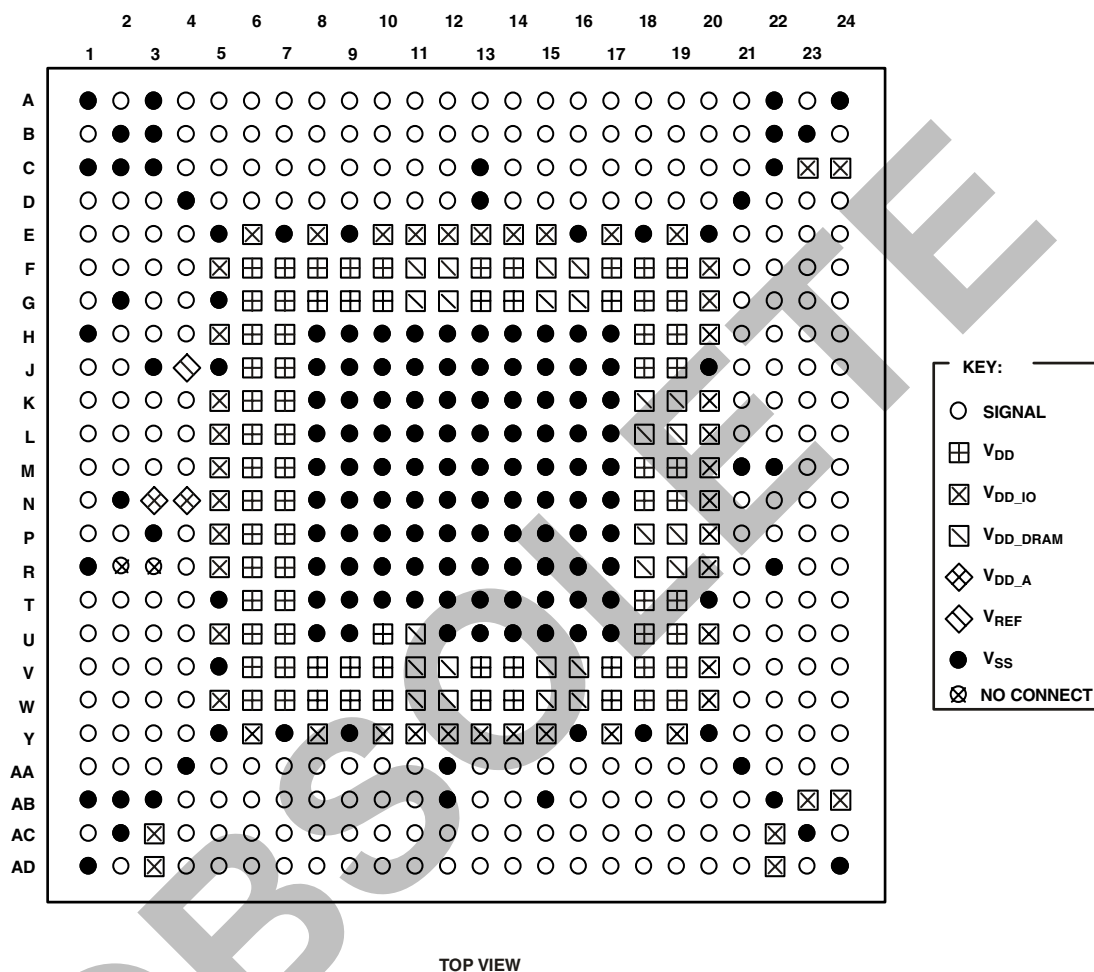 2 4 6 8 10 12 14 16 18 20 22 24
1 3 5 7 9 11 13 15 17 19 21 23
A
B
C
D
E
F
G
H
J
K
L
M
N
P
R
T
U
V
W
Y
AA
AB
AC
AD
KEY:
SIGNAL
VDD
VDD_IO
VDD_DRAM
VDD_A
VREF
VSS
NO CONNECT
TOP VIEW
OBSOLETE